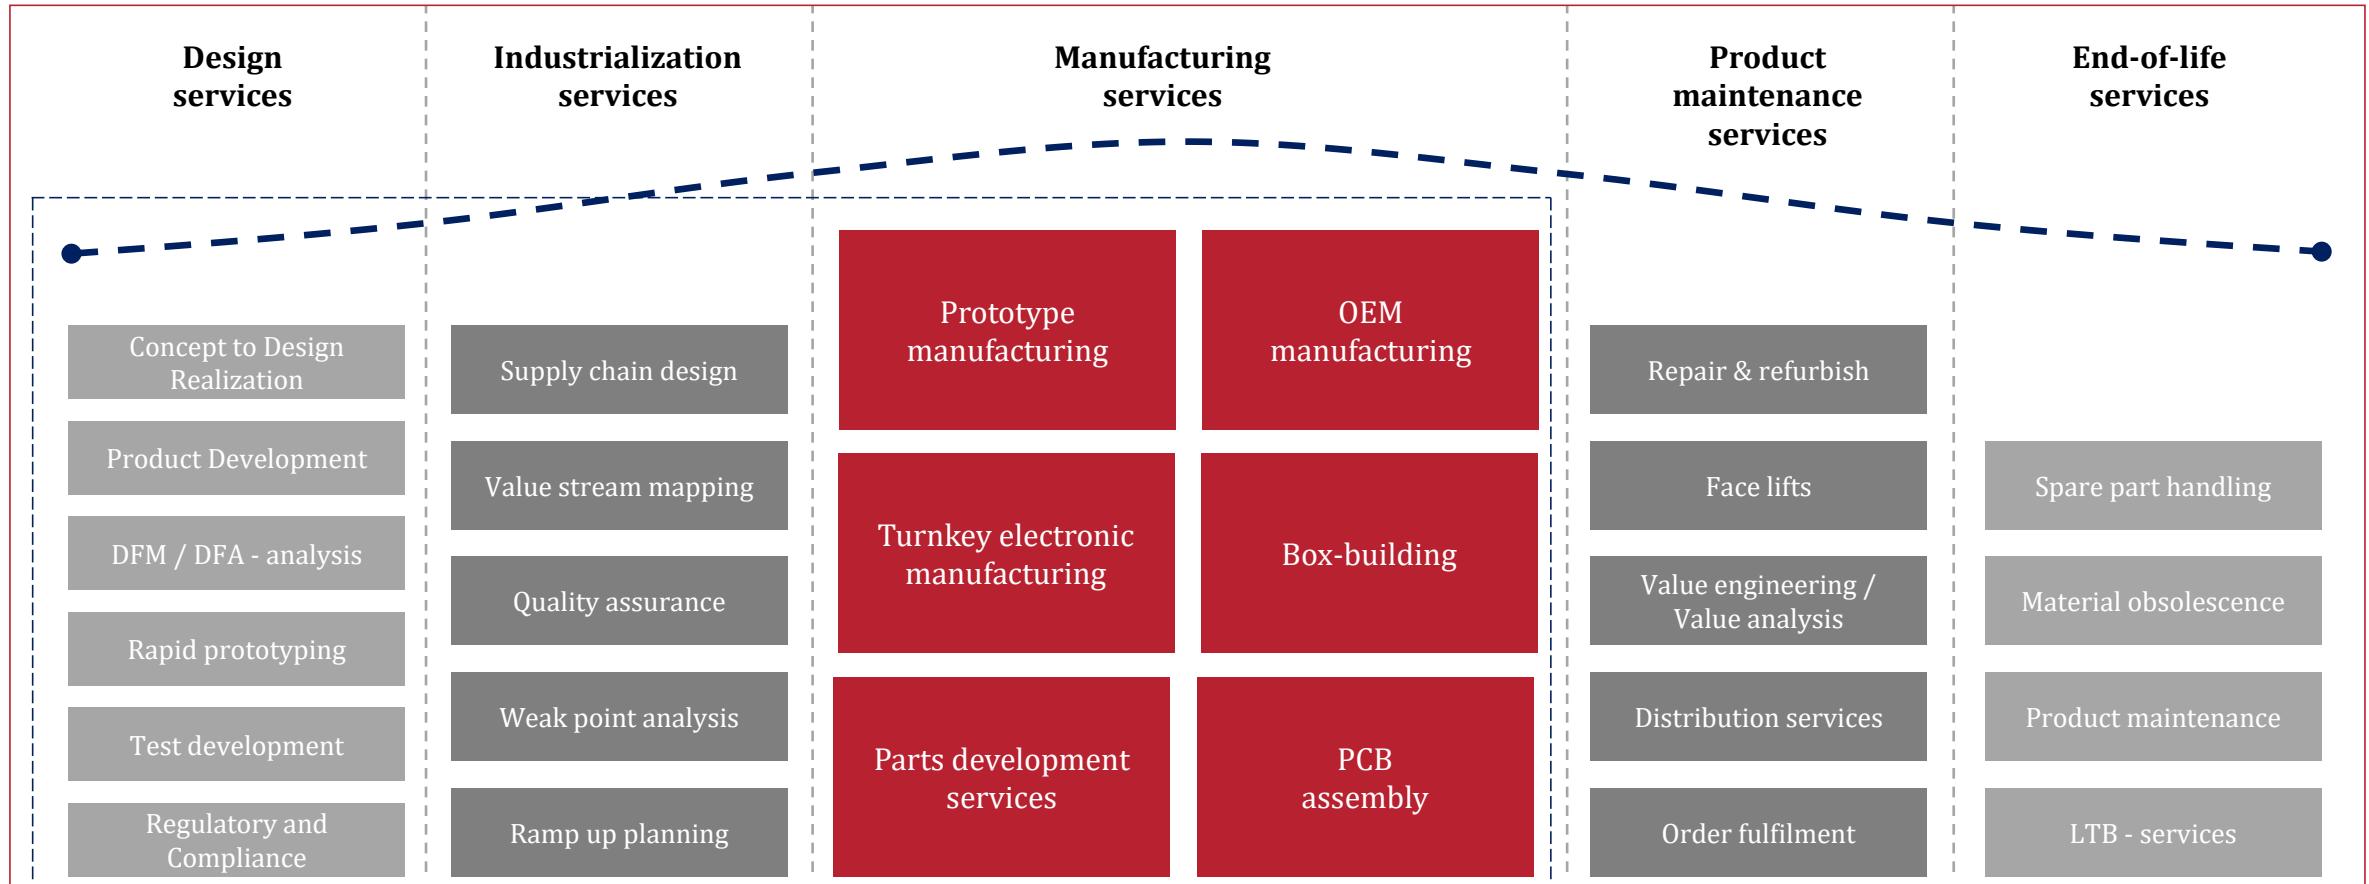 Design
services
Industrialization
services
Manufacturing
services
Product
maintenance
services
End-of-life
services
Concept to Design
Realization
Product Development
DFM / DFA - analysis
Rapid prototyping
Test development
Regulatory and
Compliance
Supply chain design
Value stream mapping
Quality assurance
Weak point analysis
Ramp up planning
Prototype
manufacturing
OEM
manufacturing
Turnkey electronic
manufacturing
Box-building
Parts development
services
PCB
assembly
Repair & refurbish
Face lifts
Value engineering /
Value analysis
Distribution services
Order fulfilment
Spare part handling
Material obsolescence
Product maintenance
LTB - services